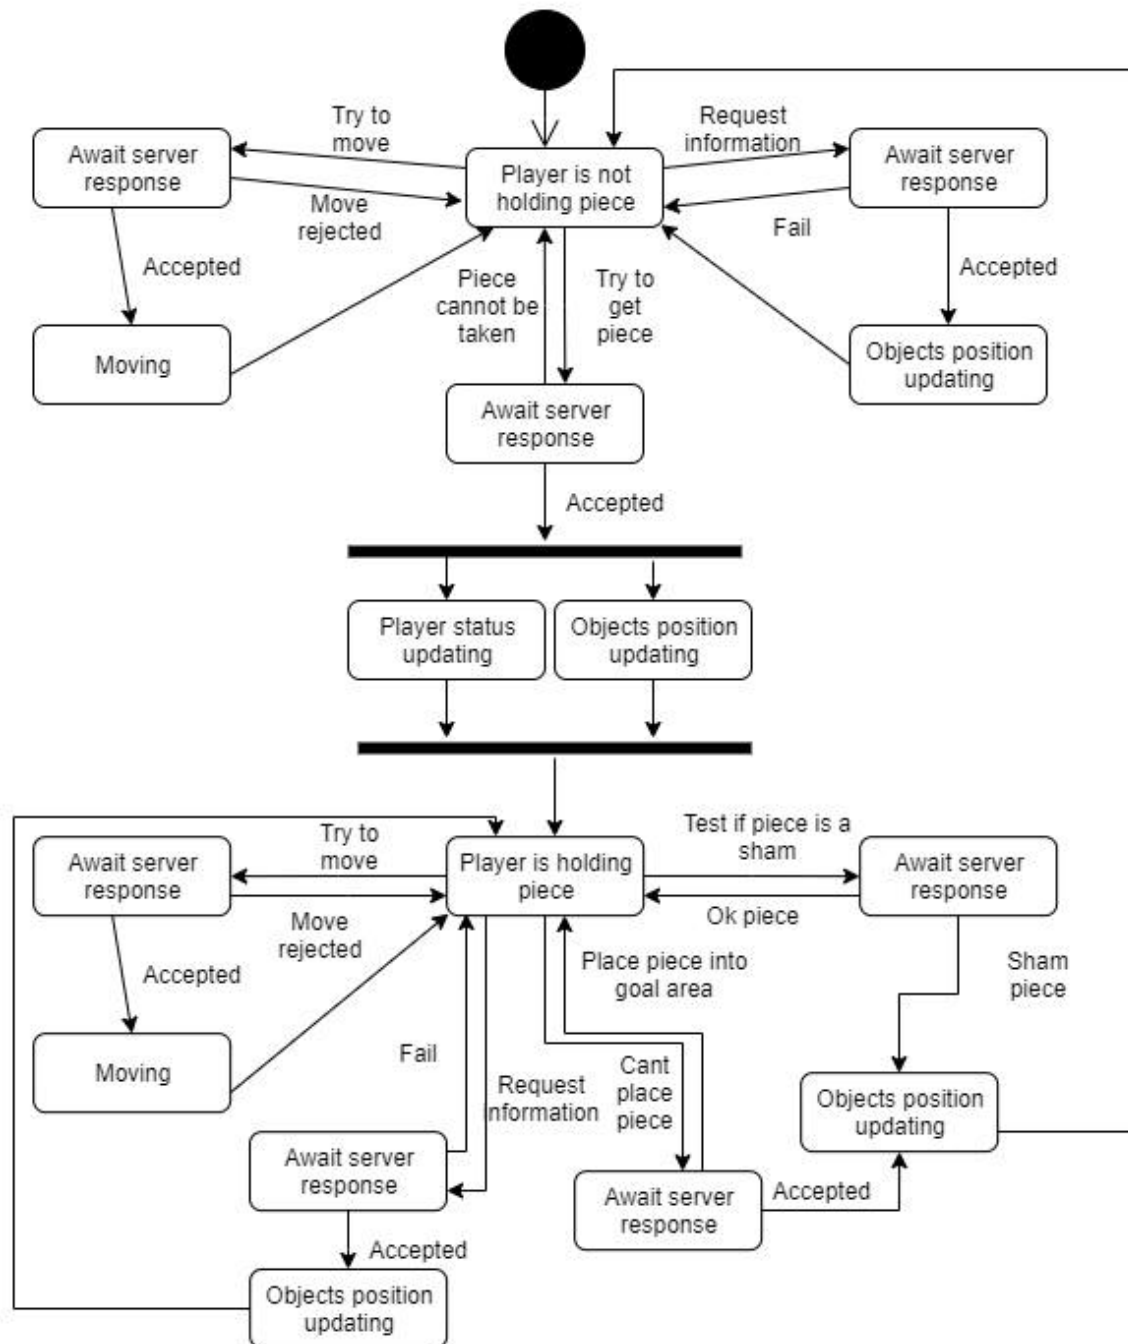 Try to
move
Request
information
Await server
response
Player is not
holding piece
Await server
response
Move
rejected
Fail
Accepted
Piece
cannot be
taken
Try to
get
piece
Accepted
Moving
Objects position
updating
Await server
response
Accepted
Player status
updating
Objects position
updating
Try to
move
Test if piece is a
sham
Await server
response
Player is holding
piece
Await server
response
Move
rejected
Ok piece
Accepted
Place piece into
goal area
Sham
piece
Moving
Fail
Request
information
Cant
place
piece
Objects position
updating
Await server
response
Await server
response
Accepted
Accepted
Objects position
updating